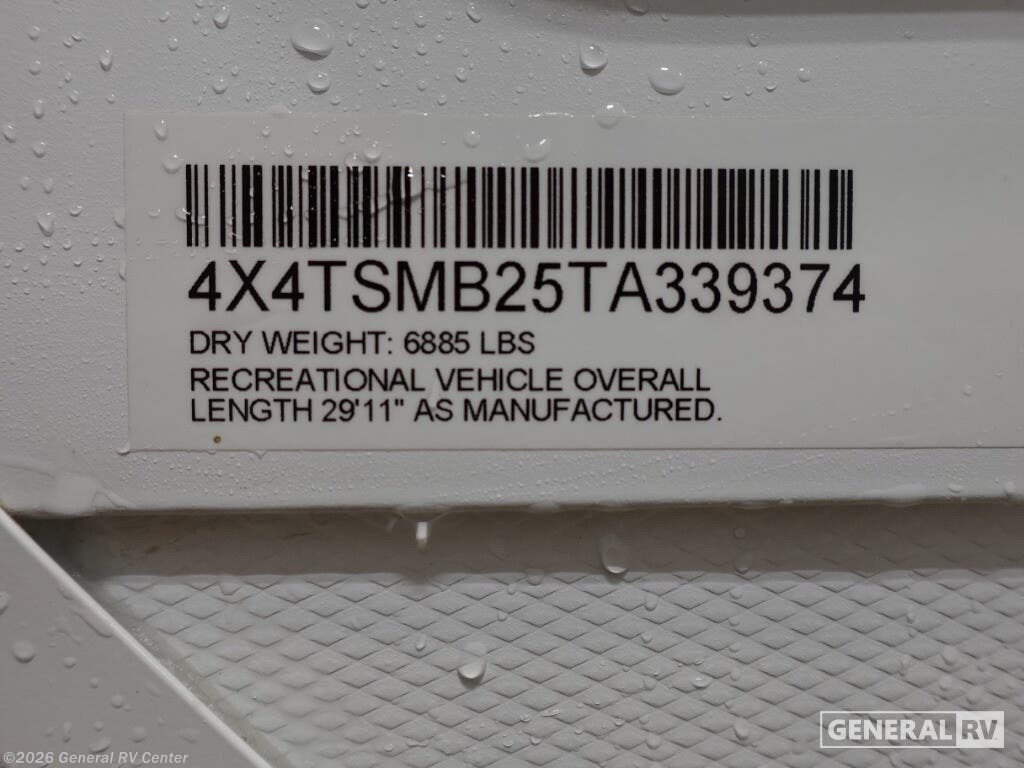 4X4TSMB25TA339374
DRY WEIGHT: 6885 LBS
RECREATIONAL VEHICLE OVERALL
LENGTH 29'11" AS MANUFACTURED.
GENERAL RV
©2026 General RV Center